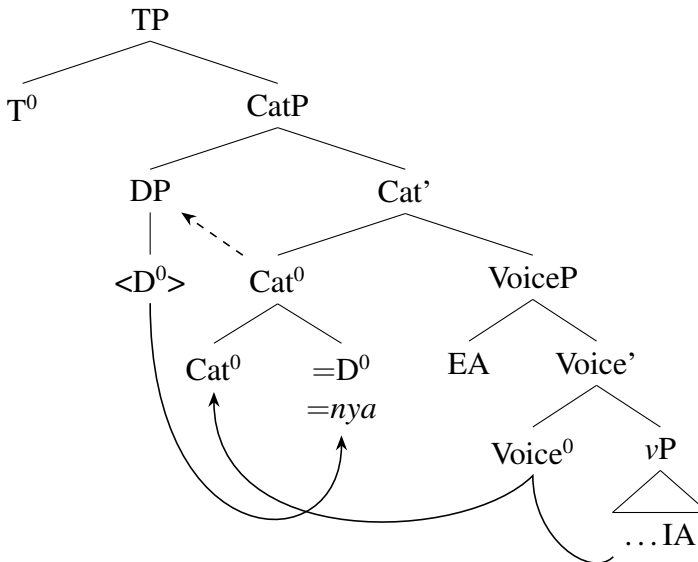 TP
T⁰ CatP
DP Cat’
<D⁰> Cat⁰ VoiceP
Cat⁰ =D⁰ EA Voice’
=nya
Voice⁰ vP
…IA